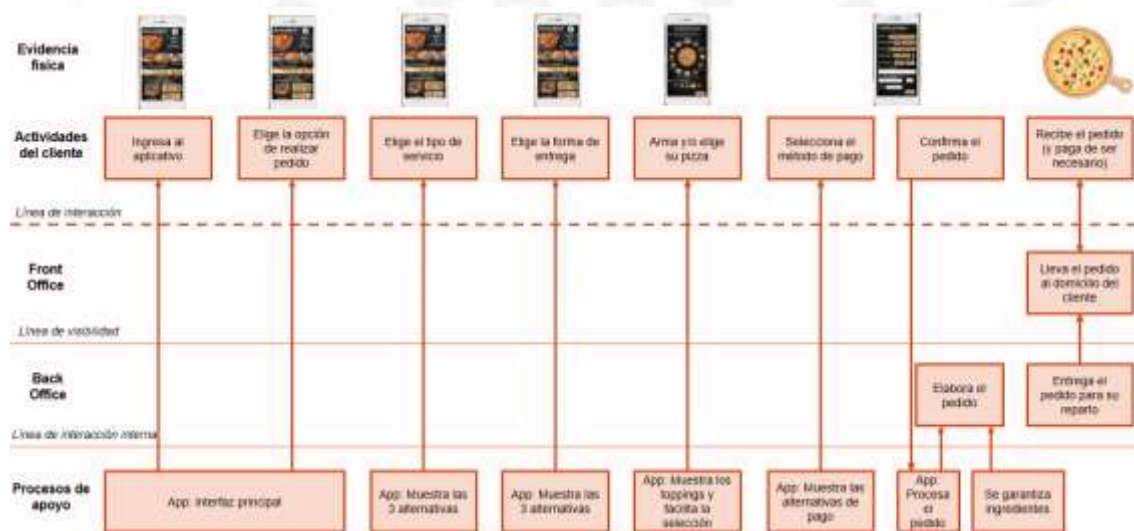 Evidencia
física
Actividades
del cliente
Ingresa al
aplicativo
Elige la opción
de realizar
pedido
Elige el tipo de
servicio
Elige la forma de
entrega
Arma y/o elige
su pizza
Selecciona el
método de pago
Confirma el
pedido
Recibe el pedido
(y paga de ser
necesario)
Línea de interacción
Front
Office
Lleva el pedido
al domicilio del
cliente
Línea de visibilidad
Back
Office
Elabora el
pedido
Entrega el
pedido para su
reparto
Línea de interacción interna
Procesos de
apoyo
App: Interfaz principal
App: Muestra las
3 alternativas
App: Muestra las
3 alternativas
App: Muestra los
toppings y
facilita la
selección
App: Muestra las
alternativas de
pago
App:
Procesa
el
pedido
Se garantiza
ingredientes